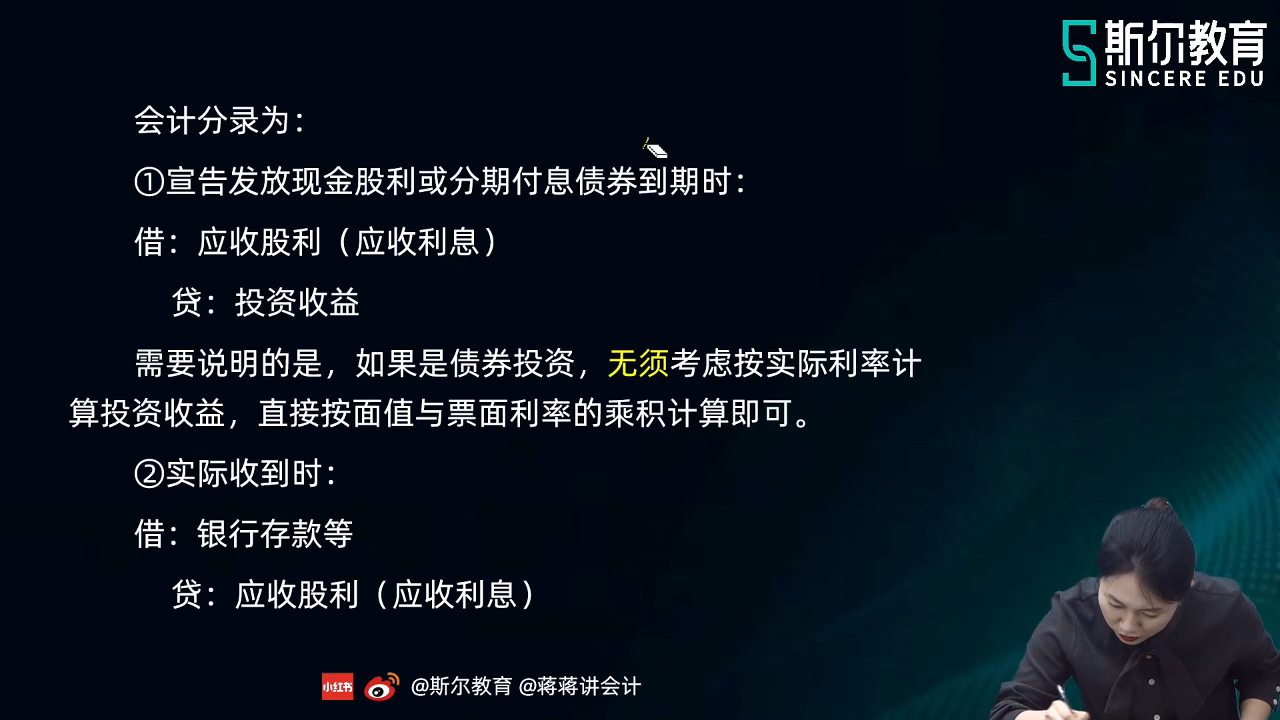 斯尔教育
SINCERE EDU
会计分录为：
①宣告发放现金股利或分期付息债券到期时：
借：应收股利（应收利息）
贷：投资收益
需要说明的是，如果是债券投资，无须考虑按实际利率计
算投资收益，直接按面值与票面利率的乘积计算即可。
②实际收到时：
借：银行存款等
贷：应收股利（应收利息）
小红书 @斯尔教育 @蒋蒋讲会计